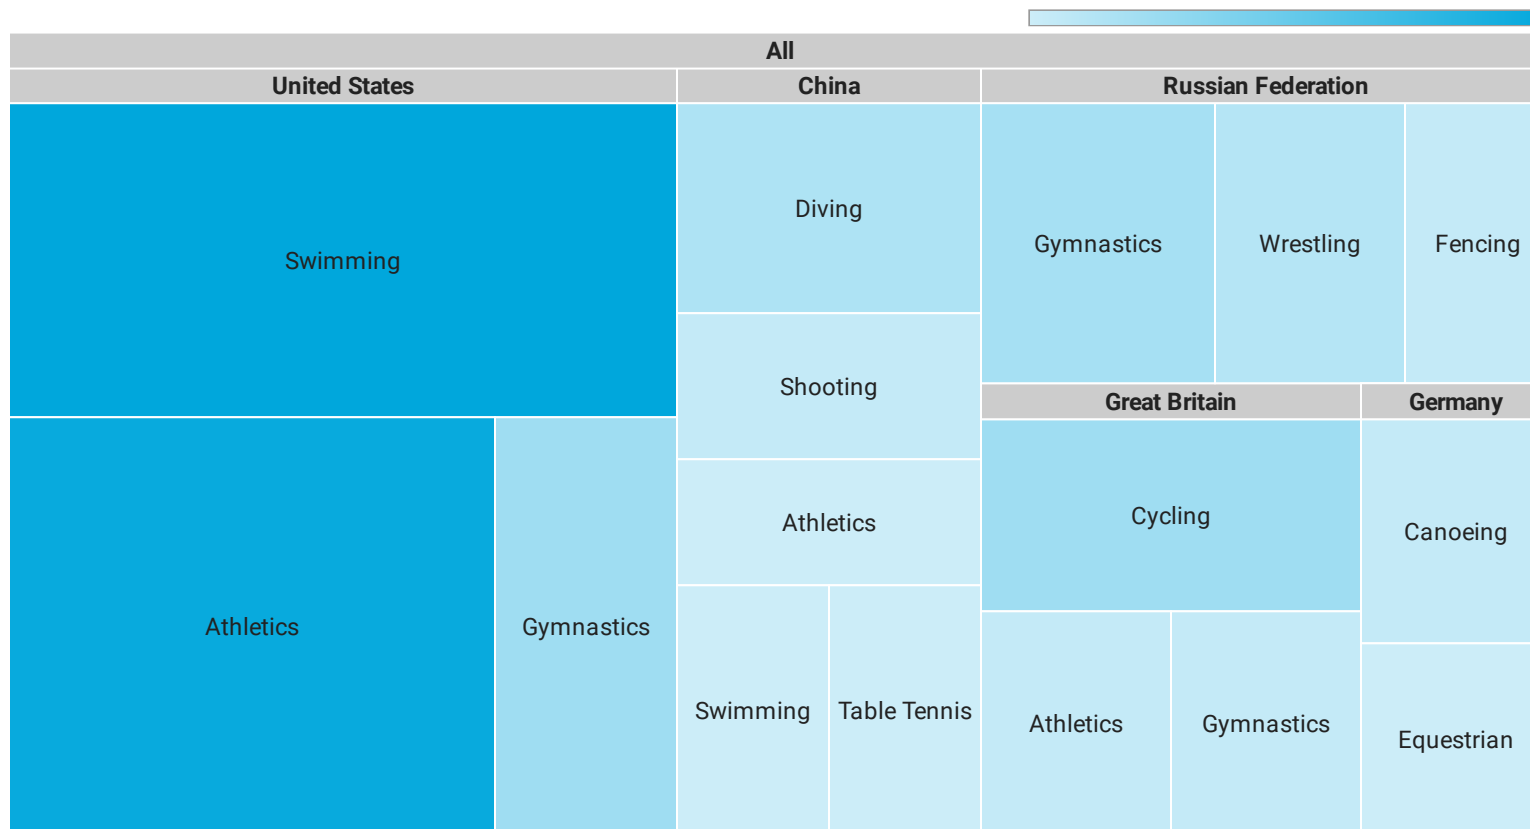 All
United States
China
Russian Federation
Swimming
Athletics
Gymnastics
Diving
Shooting
Athletics
Swimming
Table Tennis
Gymnastics
Wrestling
Fencing
Great Britain
Germany
Cycling
Athletics
Gymnastics
Canoeing
Equestrian